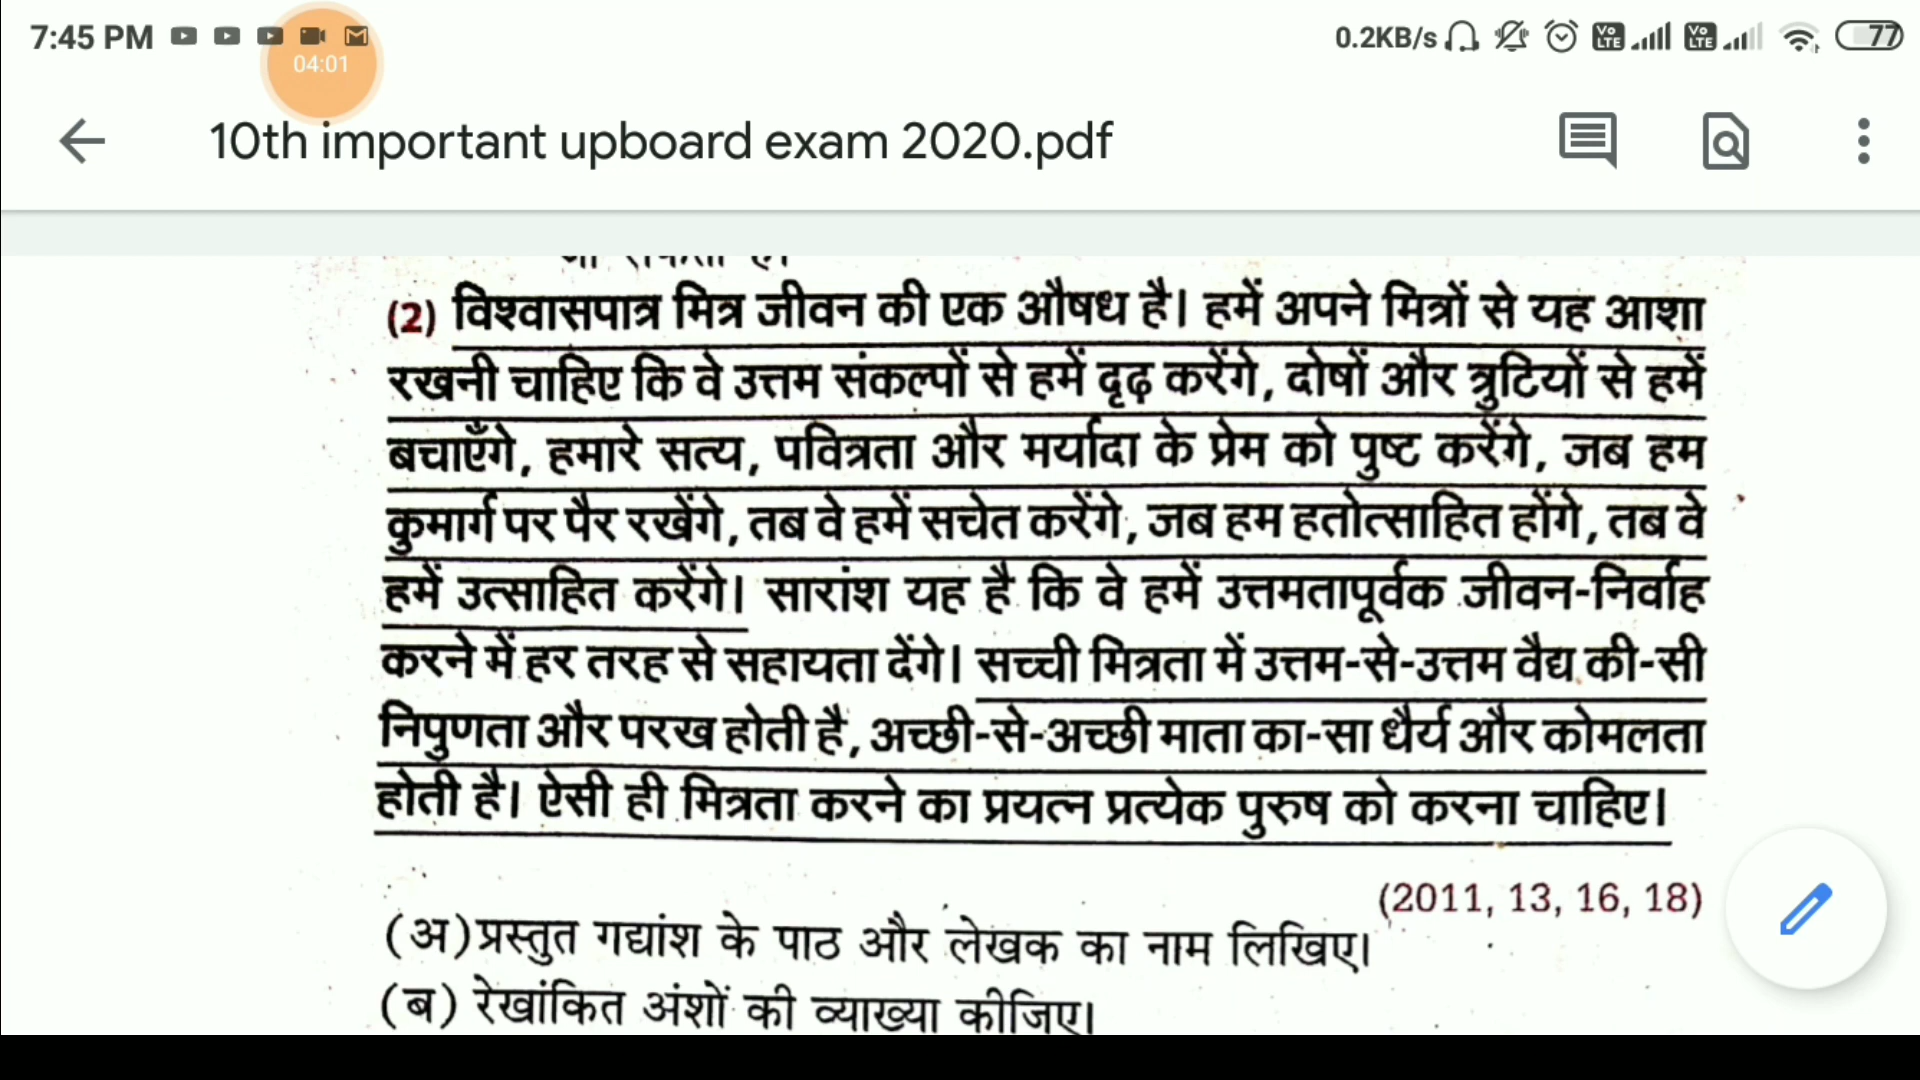 7:45 PM
04:01
0.2KB/s
Vo LTE
Vo LTE
77
10th important upboard exam 2020.pdf
(2) विश्वासपात्र मित्र जीवन की एक औषध है। हमें अपने मित्रों से यह आशा
रखनी चाहिए कि वे उत्तम संकल्पों से हमें दृढ़ करेंगे, दोषों और त्रुटियों से हमें
बचाएँगे, हमारे सत्य, पवित्रता और मर्यादा के प्रेम को पुष्ट करेंगे, जब हम
कुमार्ग पर पैर रखेंगे, तब वे हमें सचेत करेंगे, जब हम हतोत्साहित होंगे, तब वे
हमें उत्साहित करेंगे। सारांश यह है कि वे हमें उत्तमतापूर्वक जीवन-निर्वाह
करने में हर तरह से सहायता देंगे। सच्ची मित्रता में उत्तम-से-उत्तम वैद्य की-सी
निपुणता और परख होती है, अच्छी-से-अच्छी माता का-सा धैर्य और कोमलता
होती है। ऐसी ही मित्रता करने का प्रयत्न प्रत्येक पुरुष को करना चाहिए।
(2011, 13, 16, 18)
(अ) प्रस्तुत गद्यांश के पाठ और लेखक का नाम लिखिए।
(ब) रेखांकित अंशों की व्याख्या कीजिए।